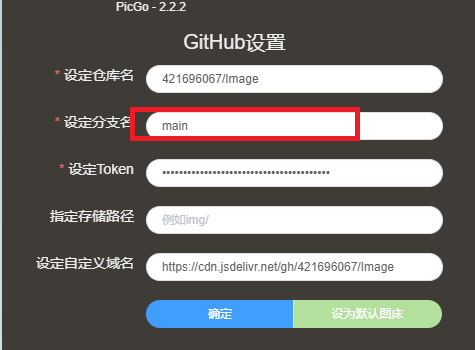 PicGo - 2.2.2
GitHub设置
* 设定仓库名 421696067/Image
* 设定分支名 main
* 设定Token ••••••••••••••••••••••••••••••••••••••••
指定存储路径 例如img/
设定自定义域名 https://cdn.jsdelivr.net/gh/421696067/Image
确定 设为默认图床